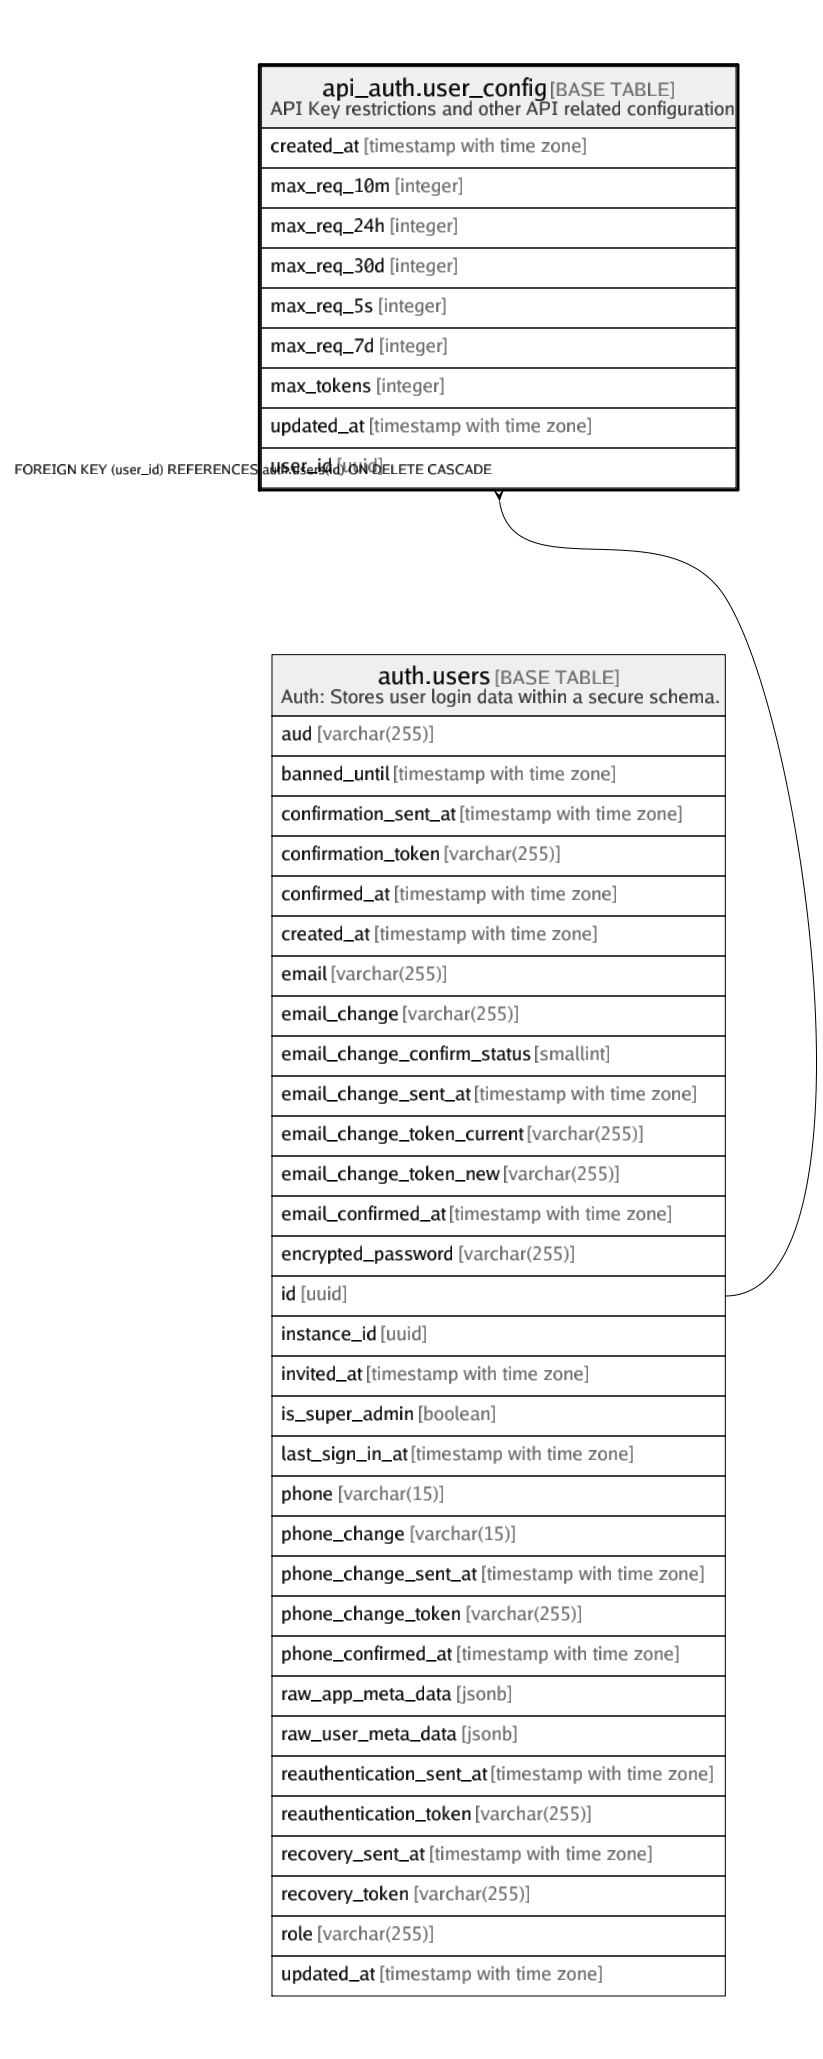 api_auth.user_config [BASE TABLE]
API Key restrictions and other API related configuration
created_at [timestamp with time zone]
max_req_10m [integer]
max_req_24h [integer]
max_req_30d [integer]
max_req_5s [integer]
max_req_7d [integer]
max_tokens [integer]
updated_at [timestamp with time zone]
user_id [uuid]
FOREIGN KEY (user_id) REFERENCES auth.users(id) ON DELETE CASCADE
auth.users [BASE TABLE]
Auth: Stores user login data within a secure schema.
aud [varchar(255)]
banned_until [timestamp with time zone]
confirmation_sent_at [timestamp with time zone]
confirmation_token [varchar(255)]
confirmed_at [timestamp with time zone]
created_at [timestamp with time zone]
email [varchar(255)]
email_change [varchar(255)]
email_change_confirm_status [smallint]
email_change_sent_at [timestamp with time zone]
email_change_token_current [varchar(255)]
email_change_token_new [varchar(255)]
email_confirmed_at [timestamp with time zone]
encrypted_password [varchar(255)]
id [uuid]
instance_id [uuid]
invited_at [timestamp with time zone]
is_super_admin [boolean]
last_sign_in_at [timestamp with time zone]
phone [varchar(15)]
phone_change [varchar(15)]
phone_change_sent_at [timestamp with time zone]
phone_change_token [varchar(255)]
phone_confirmed_at [timestamp with time zone]
raw_app_meta_data [jsonb]
raw_user_meta_data [jsonb]
reauthentication_sent_at [timestamp with time zone]
reauthentication_token [varchar(255)]
recovery_sent_at [timestamp with time zone]
recovery_token [varchar(255)]
role [varchar(255)]
updated_at [timestamp with time zone]